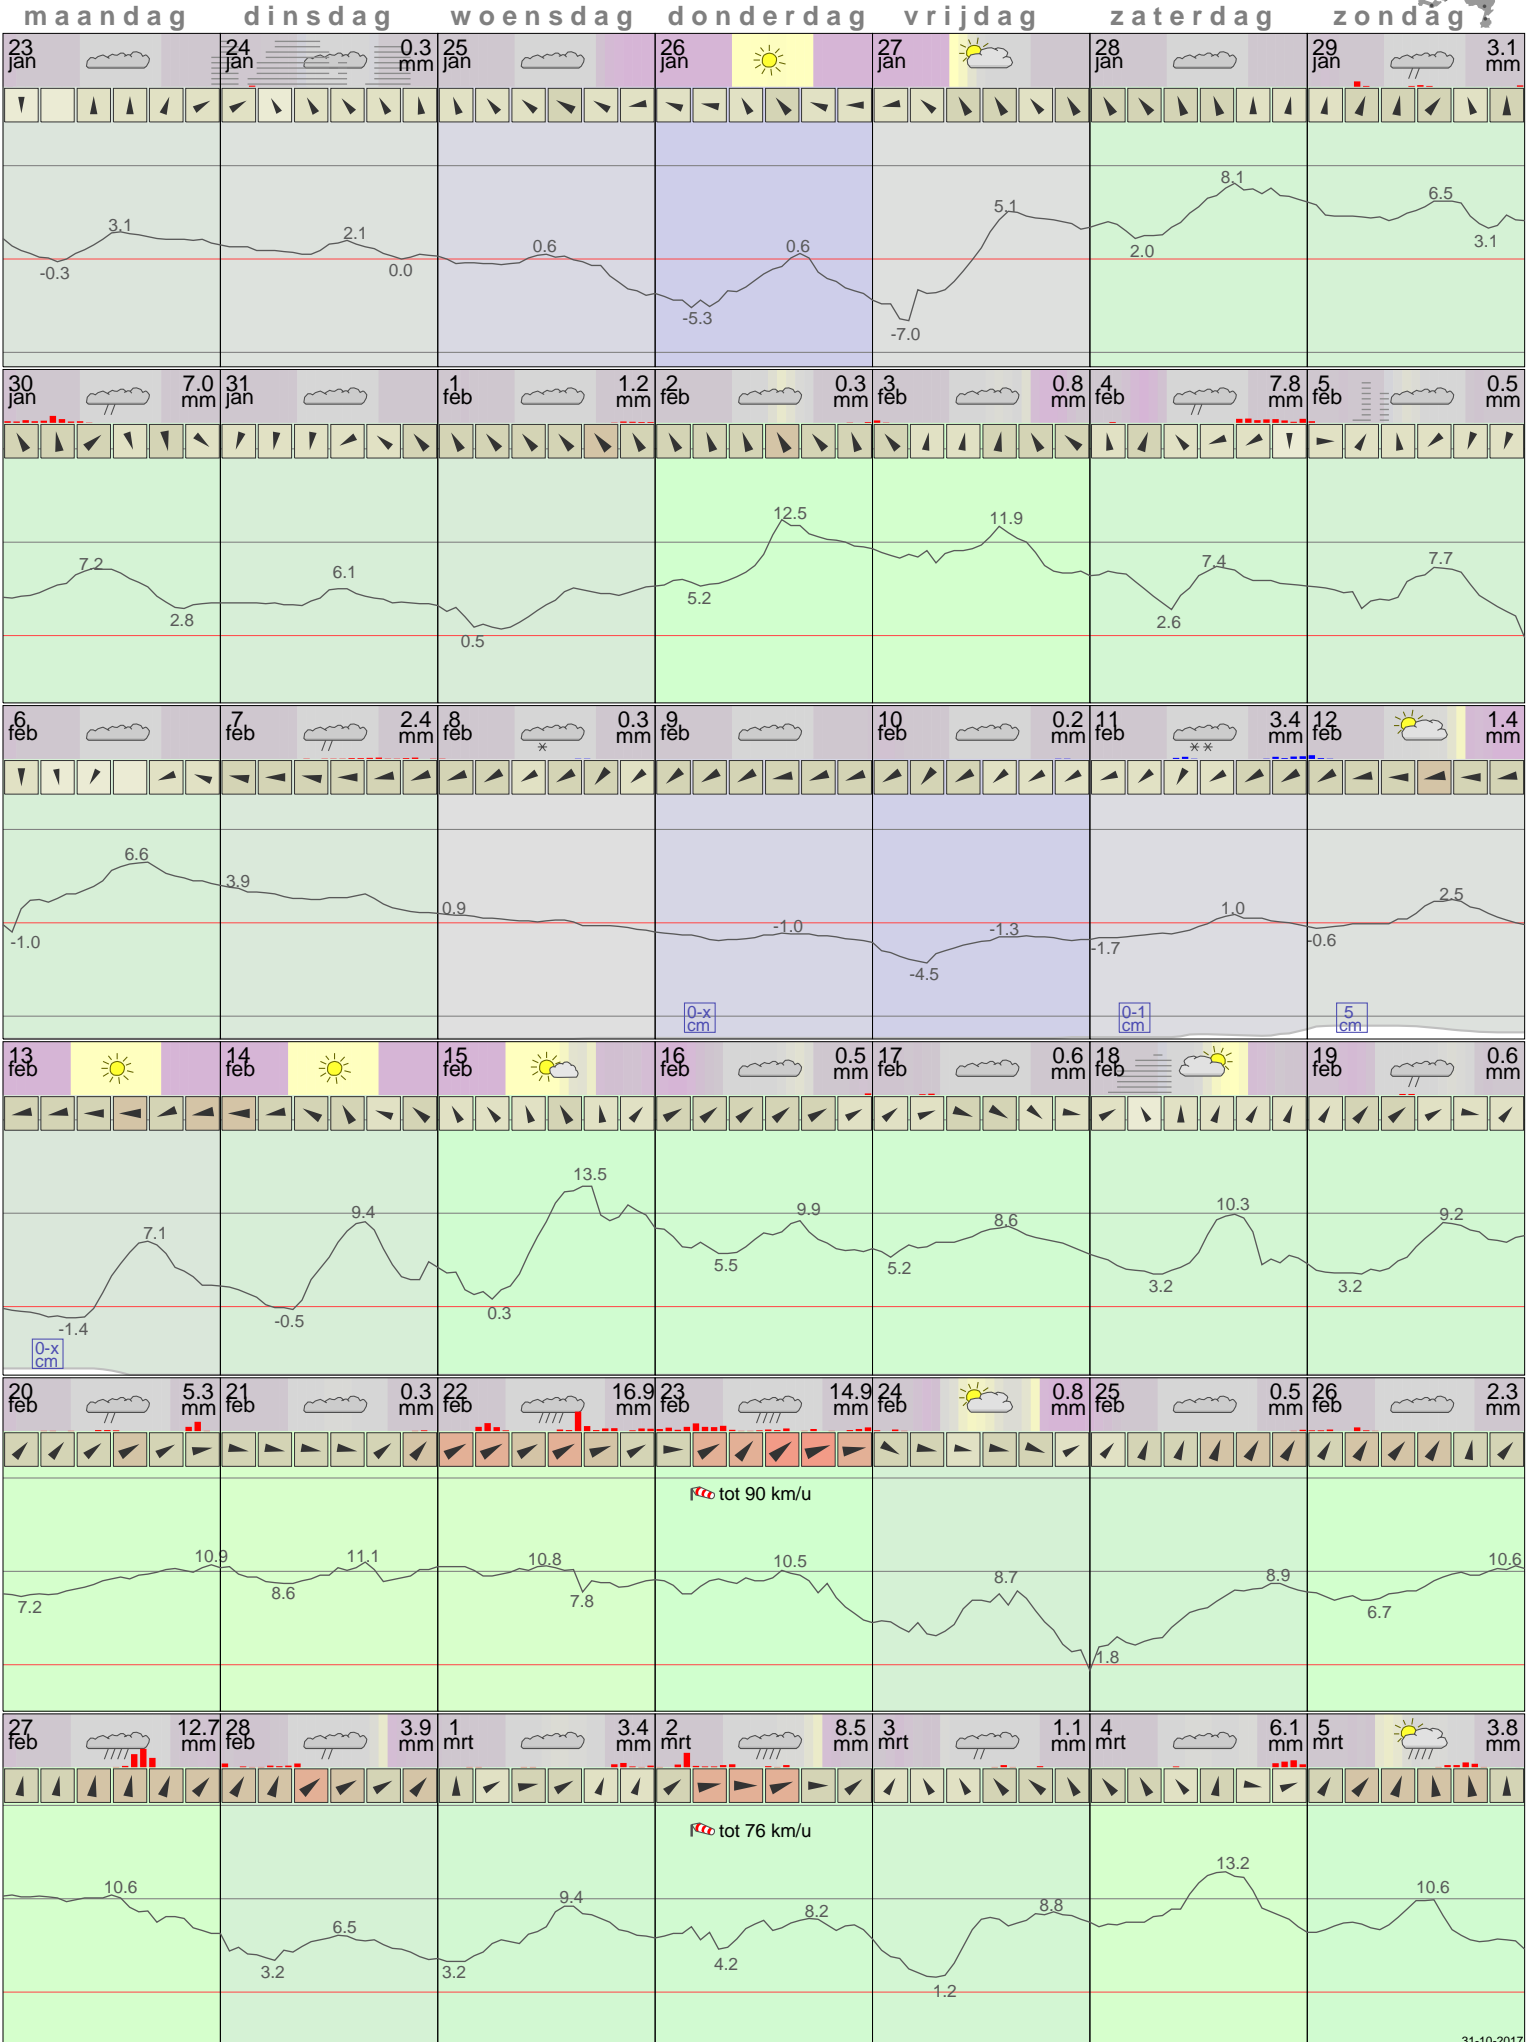 maandag dinsdag woensdag donderdag vrijdag zaterdag zondag
23 24 0.3 25 26 27 28 29 3.1
jan jan mm jan jan jan jan jan mm
3.1 2.1 0.6 0.6 5.1 8.1 6.5
-0.3 0.0 -5.3 -7.0 2.0 3.1
30 7.0 31 1 1.2 2 0.3 3 0.8 4 7.8 5 0.5
jan mm jan feb mm feb mm feb mm feb mm feb mm
7.2 6.1 12.5 11.9 7.4 7.7
2.8 0.5 5.2 2.6
6 7 2.4 8 0.3 9 10 0.2 11 3.4 12 1.4
feb feb mm feb mm feb feb mm feb mm feb mm
6.6 3.9 0.9 -1.0 -1.3 1.0 2.5
-1.0 -4.5 -1.7 -0.6
0-x 0-1 5
cm cm cm
13 14 15 16 0.5 17 0.6 18 19 0.6
feb feb feb feb mm feb mm feb feb mm
7.1 9.4 13.5 9.9 8.6 10.3 9.2
-1.4 -0.5 0.3 5.5 5.2 3.2 3.2
0-x
cm
20 5.3 21 0.3 22 16.9 23 14.9 24 0.8 25 0.5 26 2.3
feb mm feb mm feb mm feb mm feb mm feb mm feb mm
tot 90 km/u
10.9 11.1 10.8 10.5 8.7 8.9 10.6
7.2 8.6 7.8 1.8 6.7
27 12.7 28 3.9 1 3.4 2 8.5 3 1.1 4 6.1 5 3.8
feb mm feb mm mrt mm mrt mm mrt mm mrt mm mrt mm
tot 76 km/u
10.6 6.5 9.4 8.2 8.8 13.2 10.6
3.2 3.2 4.2 1.2
31-10-2017